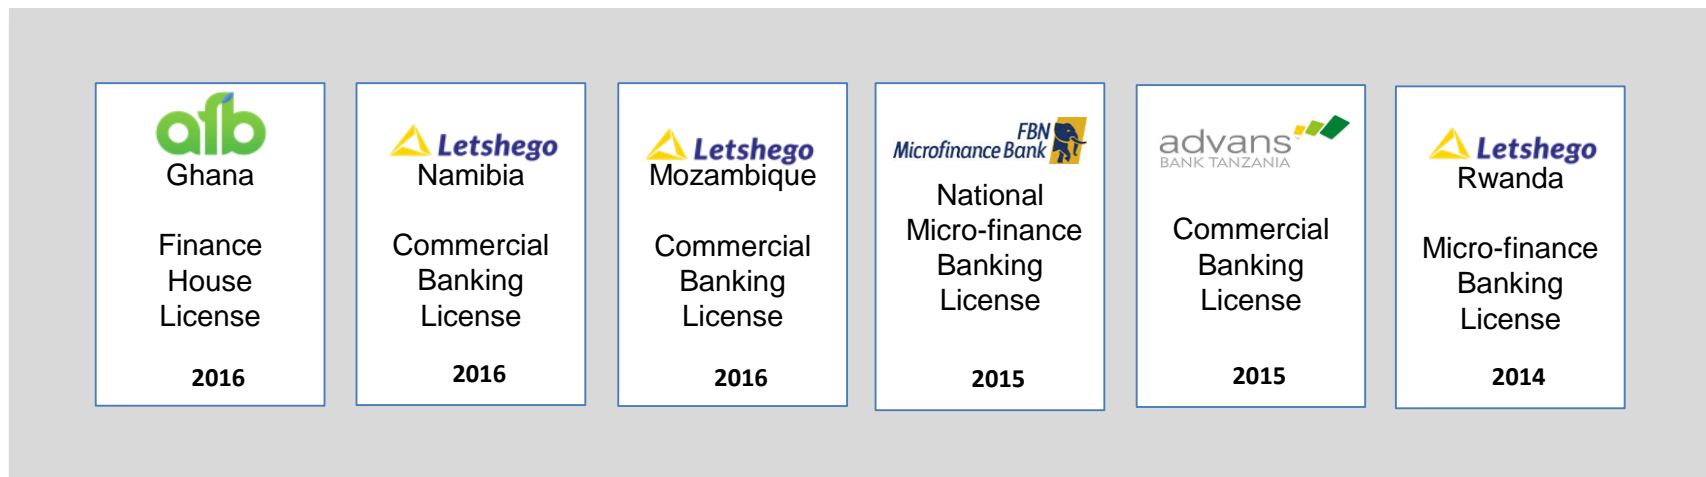 afb
Ghana
Finance
House
License
2016
Letshego
Namibia
Commercial
Banking
License
2016
Letshego
Mozambique
Commercial
Banking
License
2016
FBN
Microfinance Bank
National
Micro-finance
Banking
License
2015
advans
BANK TANZANIA
Commercial
Banking
License
2015
Letshego
Rwanda
Micro-finance
Banking
License
2014